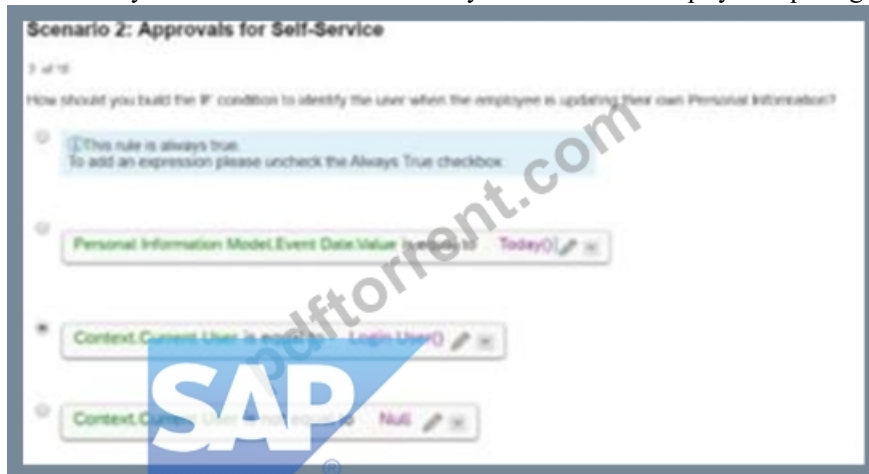 Scenario 2: Approvals for Self-Service
How should you build the IF condition to identify the user when the employee is updating their own Personal Information?
This rule is always true.
To add an expression please uncheck the Always True checkbox
Personal Information Model.Event Date.Value is equal to Today()
Context.Current User is equal to Login User()
Context.Current User is not equal to Null
pdftorrent.com
SAP
®